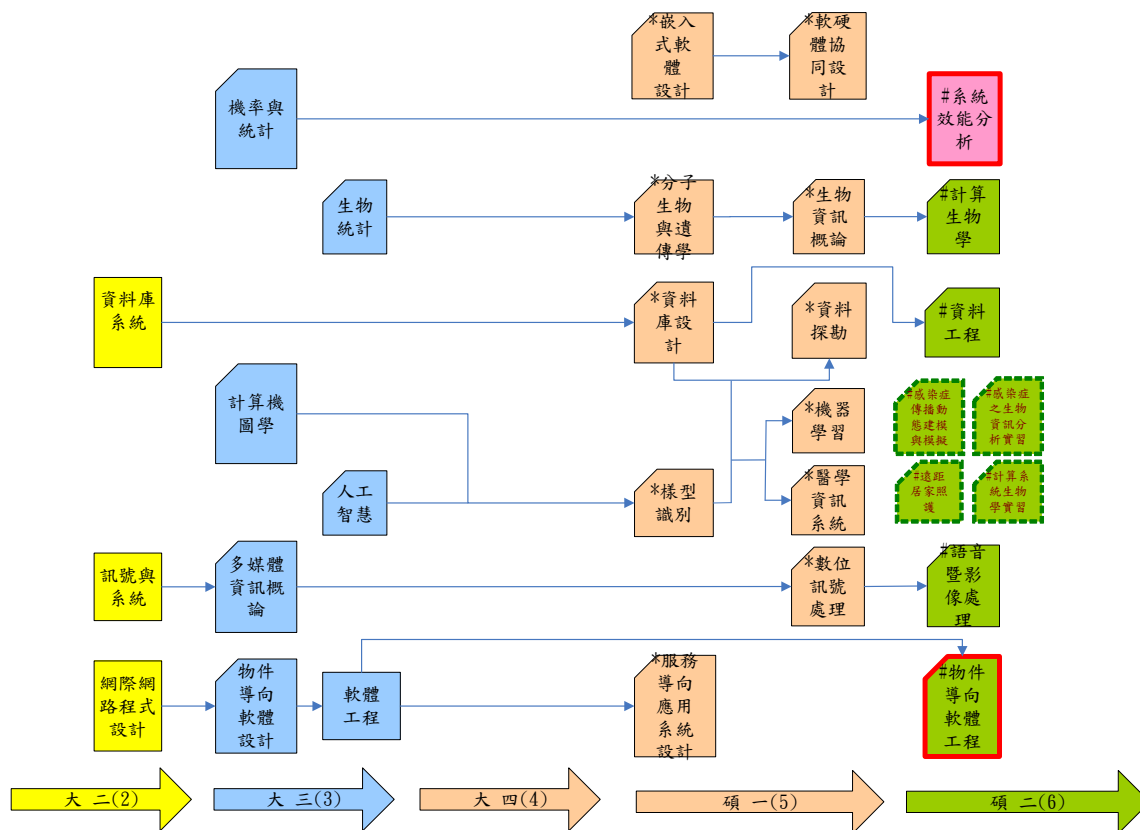 *嵌入
式軟
體
設計
*軟硬
體協
同設
計
機率與
統計
#系統
效能分
析
生物
統計
*分子
生物
與遺
傳學
*生物
資訊
概論
#計算
生物
學
資料庫
系統
*資料
庫設
計
*資料
探勘
#資料
工程
計算機
圖學
*機器
學習
#感染症
傳播動
態建模
與模擬
#感染症
之生物
資訊分
析實習
人工
智慧
*樣型
識別
*醫學
資訊
系統
#遠距
居家照
護
#計算系
統生物
學實習
訊號與
系統
多媒體
資訊概
論
*數位
訊號
處理
#語音
暨影
像處
理
網際網
路程式
設計
物件
導向
軟體
設計
軟體
工程
*服務
導向
應用
系統
設計
#物件
導向
軟體
工程
大 二(2)
大 三(3)
大 四(4)
碩 一(5)
碩 二(6)